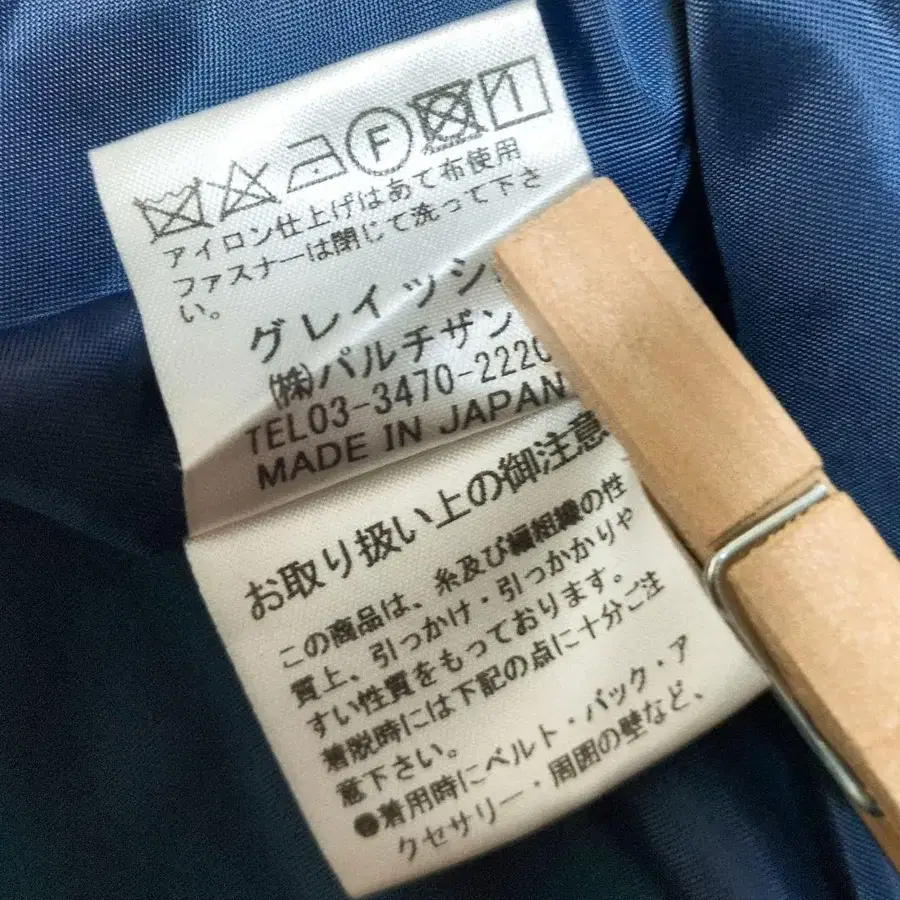 F
アイロン仕上げはあて布使用
ファスナーは閉じて洗って下さ
い。
グレイッシ
(株)パルチザン
TEL03-3470-222
MADE IN JAPAN
お取り扱い上の御注意
この商品は、糸及び編組織の性
質上、引っかけ・引っかかりや
すい性質をもっております。
着脱時には下記の点に十分ご注
意下さい。
●着用時にベルト・バック・ア
クセサリー・周囲の壁など、